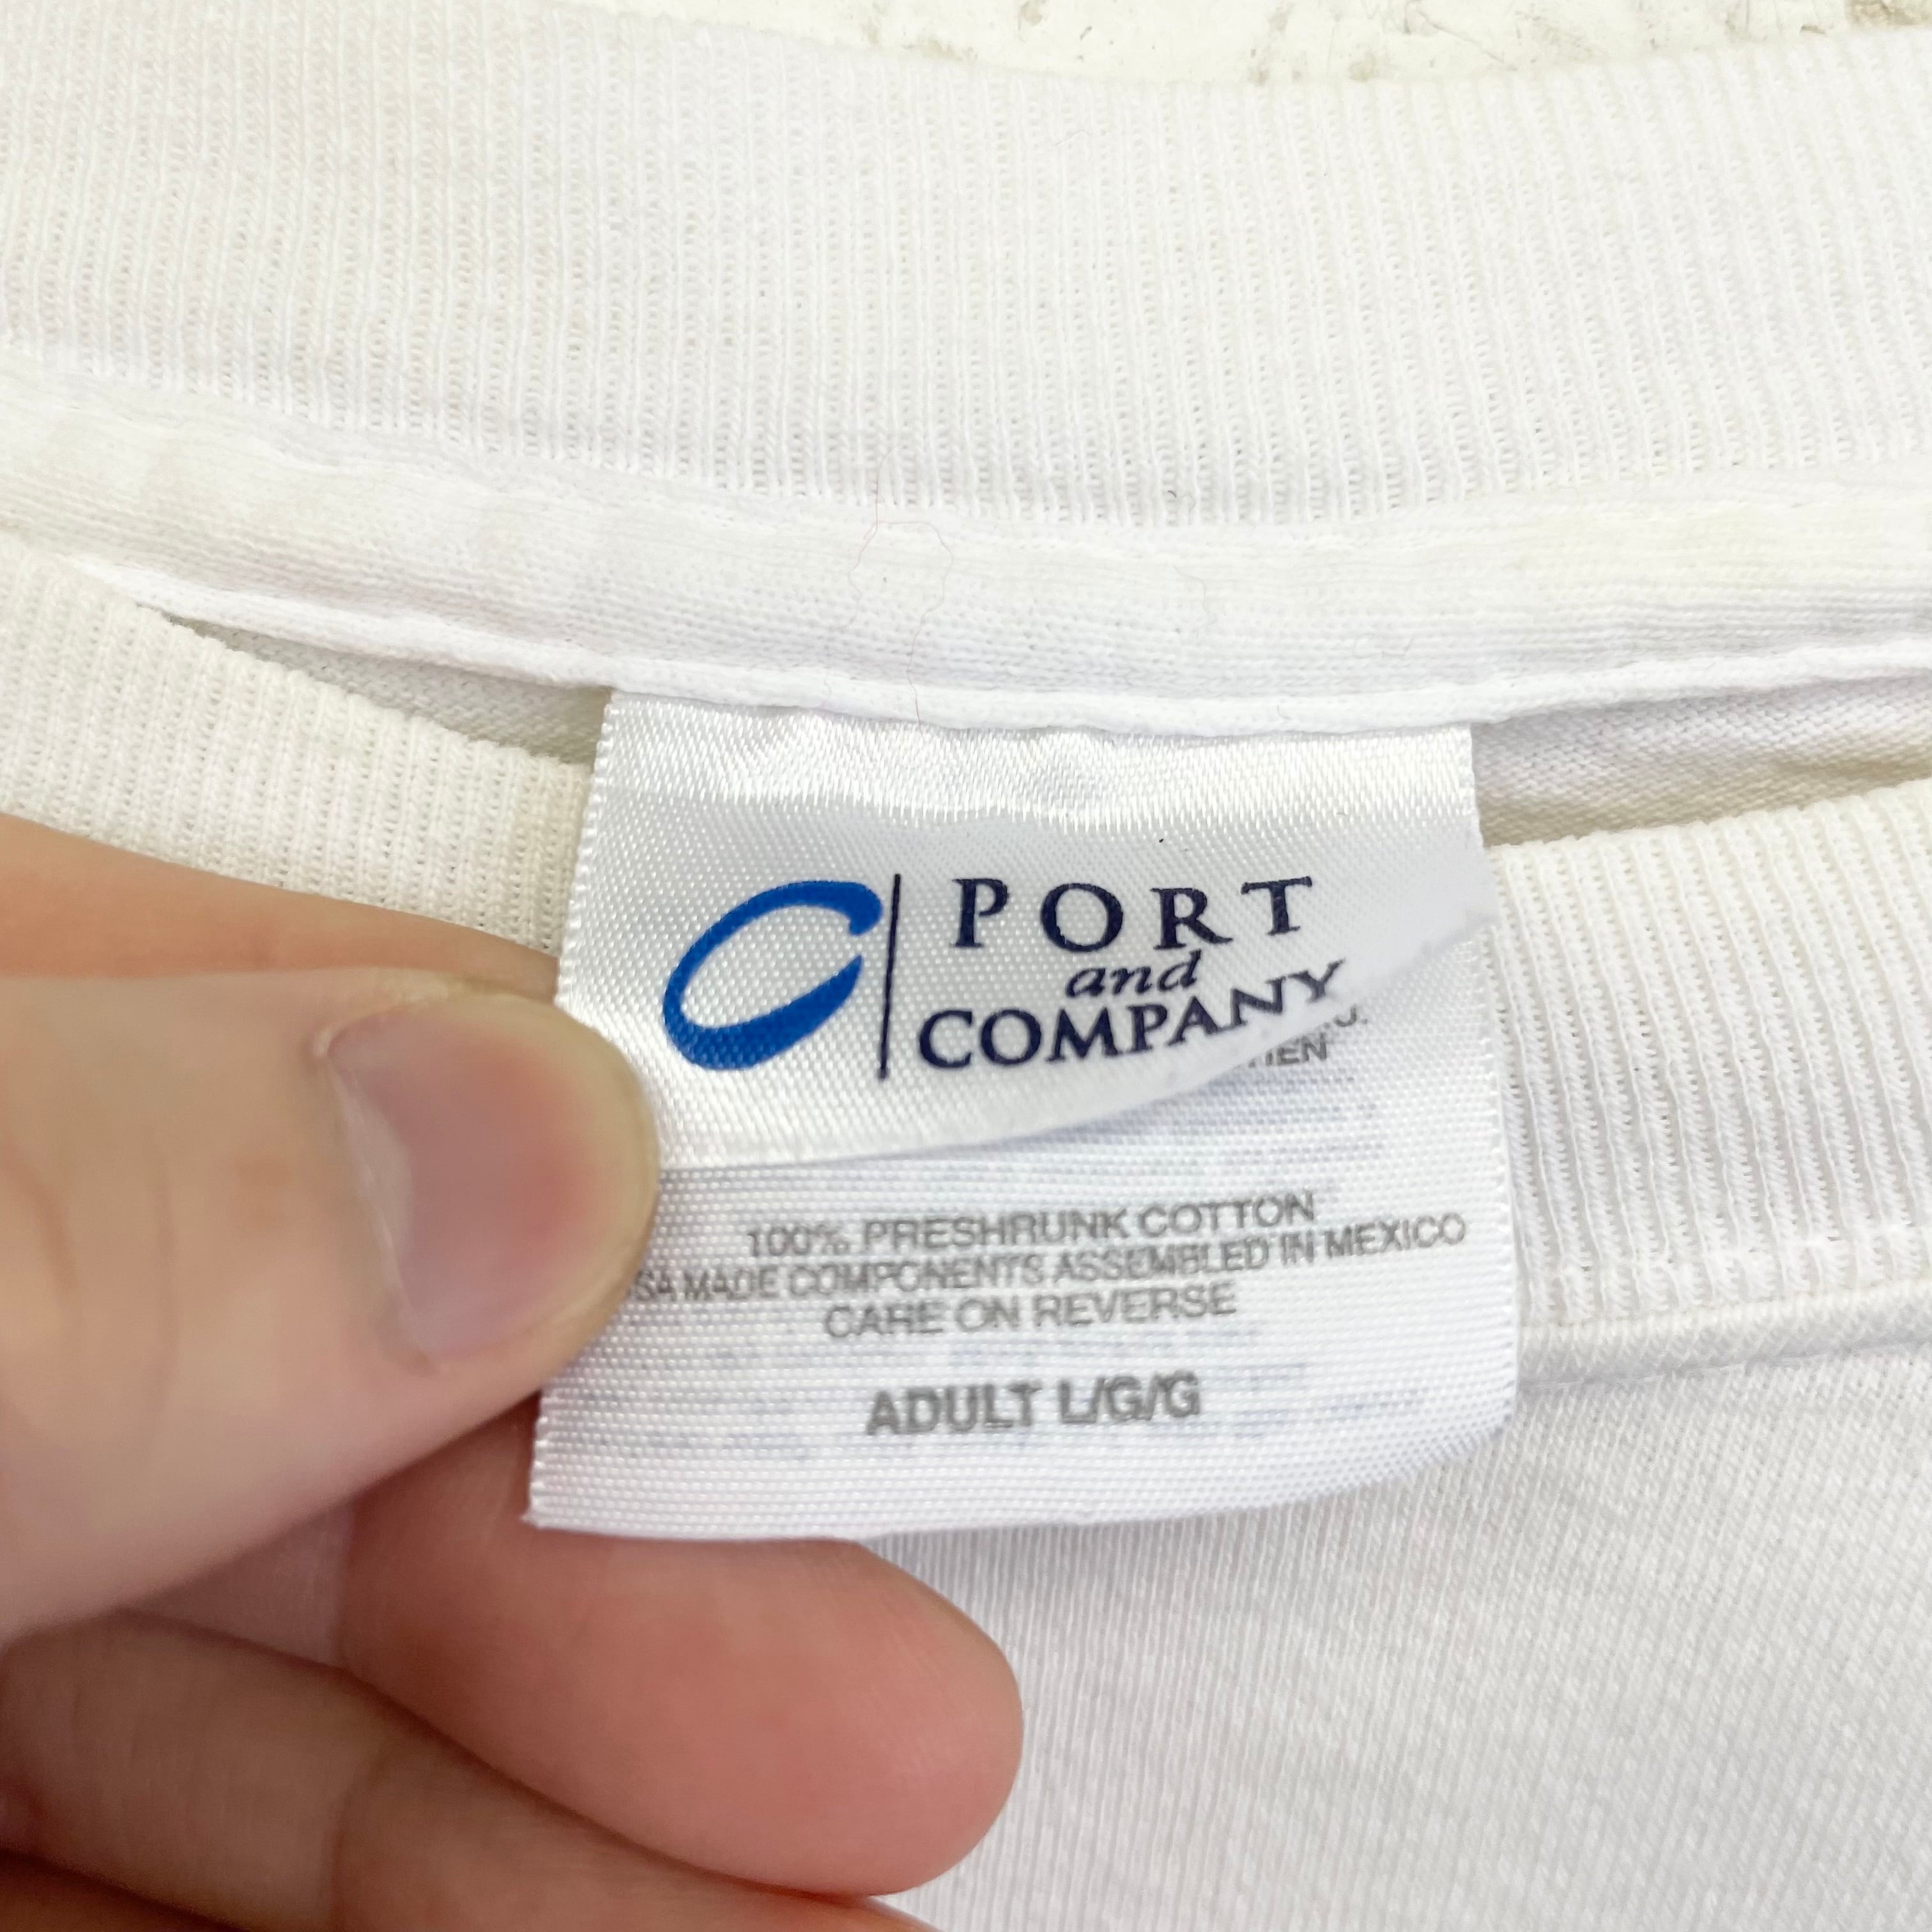 PORT
and
COMPANY
100% PRESHRUNK COTTON
MADE COMPONENTS ASSEMBLED IN MEXICO
CARE ON REVERSE
ADULT L/G/G